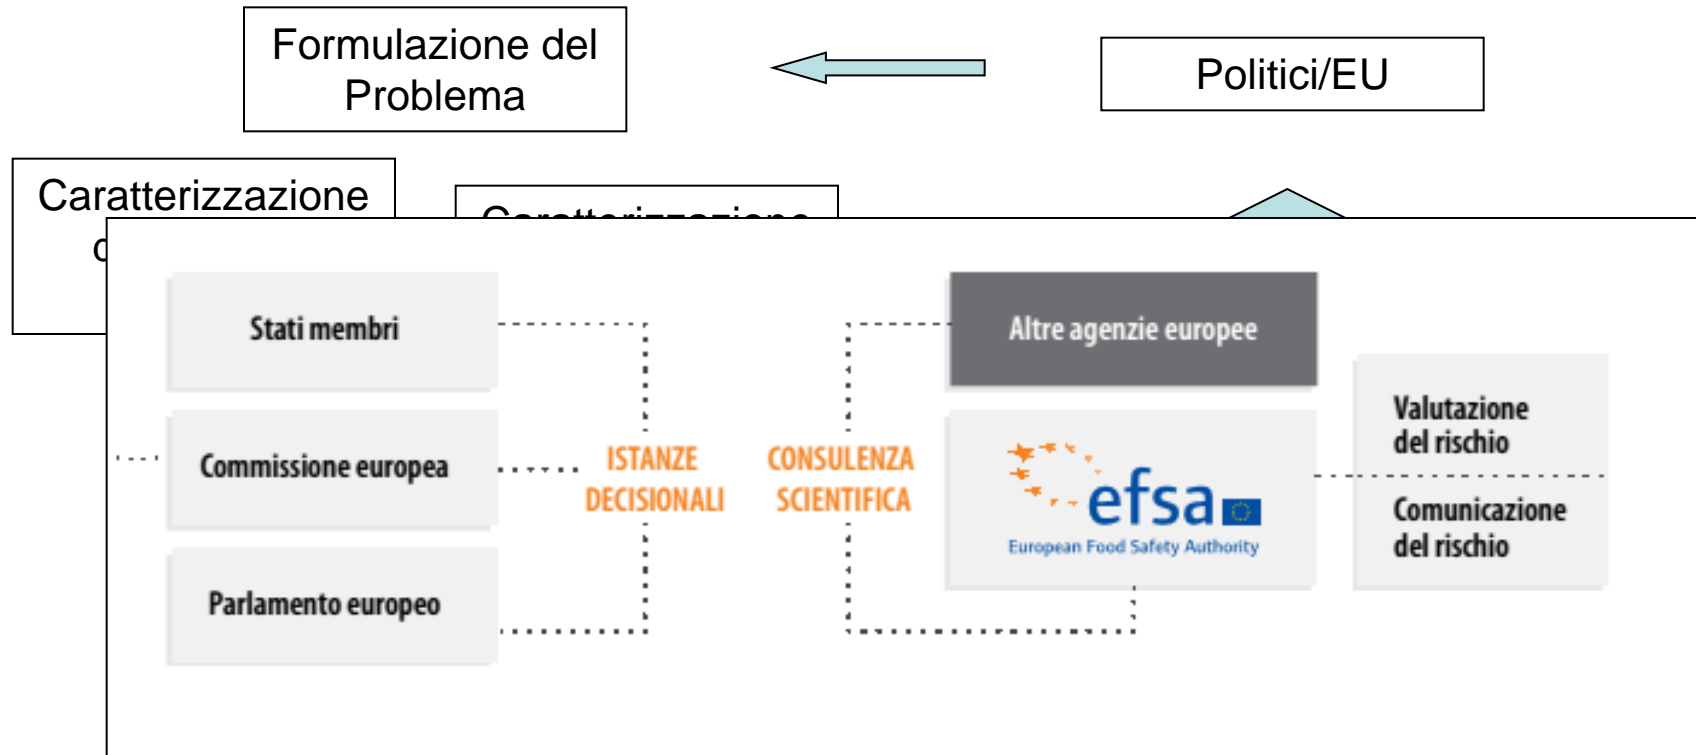 Formulazione del
Problema
Politici/EU
Caratterizzazione
Caratterizzazione
Stati membri
Commissione europea
Parlamento europeo
ISTANZE
DECISIONALI
CONSULENZA
SCIENTIFICA
Altre agenzie europee
efsa
European Food Safety Authority
Valutazione
del rischio
Comunicazione
del rischio